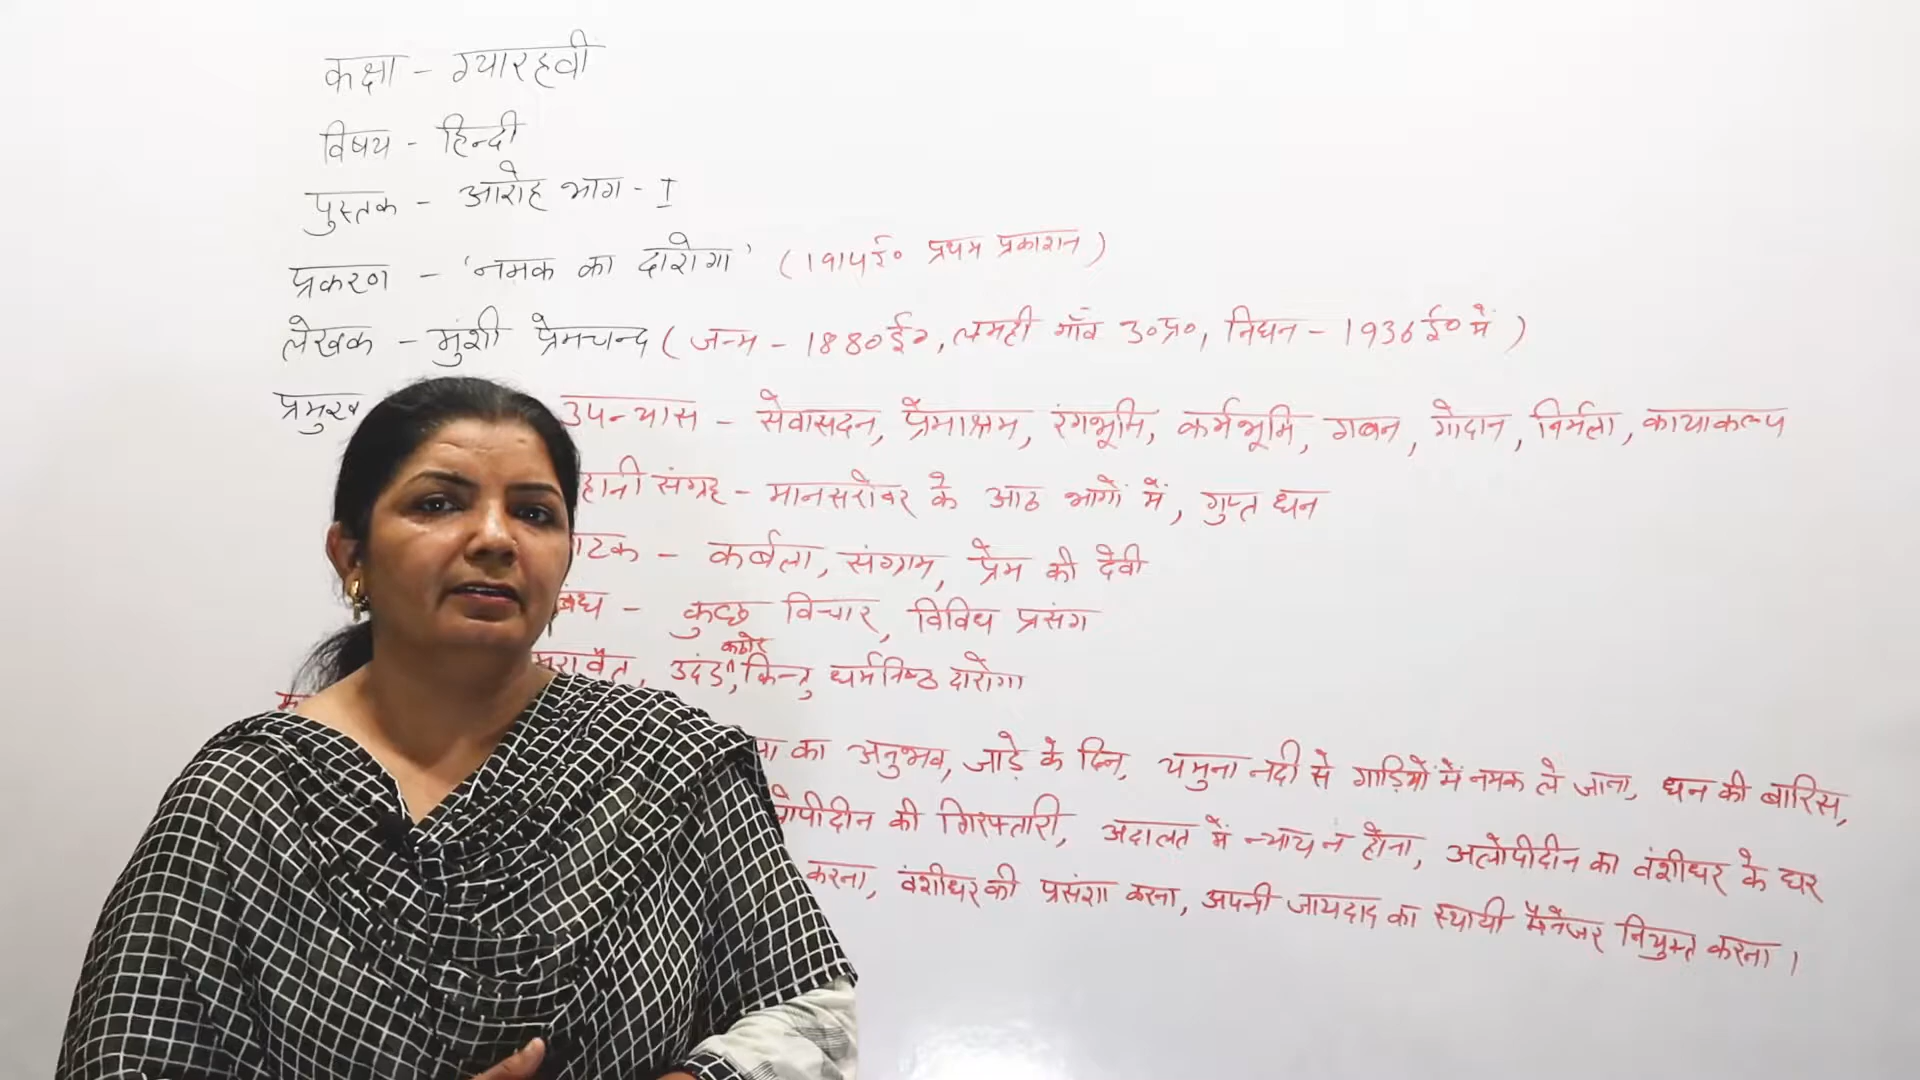 कक्षा - ग्यारहवी
विषय - हिन्दी
पुस्तक - आरोह भाग - I
प्रकरण - 'नमक का दारोगा' (1914ई० प्रथम प्रकाशन)
लेखक - मुंशी प्रेमचन्द (जन्म - 1880ई०, लमही गाँव उ०प्र०, निधन - 1936ई० में)
प्रमुख उपन्यास - सेवासदन, प्रेमाश्रम, रंगभूमि, कर्मभूमि, गबन, गोदान, निर्मला, कायाकल्प
हानी संग्रह - मानसरोवर के आठ भागों में, गुप्त धन
ाटक - कर्बला, संग्राम, प्रेम की देवी
बंध - कुछ विचार, विविध प्रसंग
उदंड, कठोर किन्तु धर्मनिष्ठ दारोगा
का अनुभव, जाड़े के दिन, यमुना नदी से गाड़ियों में नमक ले जाना, धन की बारिस,
ोपीदीन की गिरफ्तारी, अदालत में न्याय न होना, अलोपीदीन का वंशीधर के घर
करना, वंशीधर की प्रसंशा करना, अपनी जायदाद का स्थायी मैनेजर नियुक्त करना।